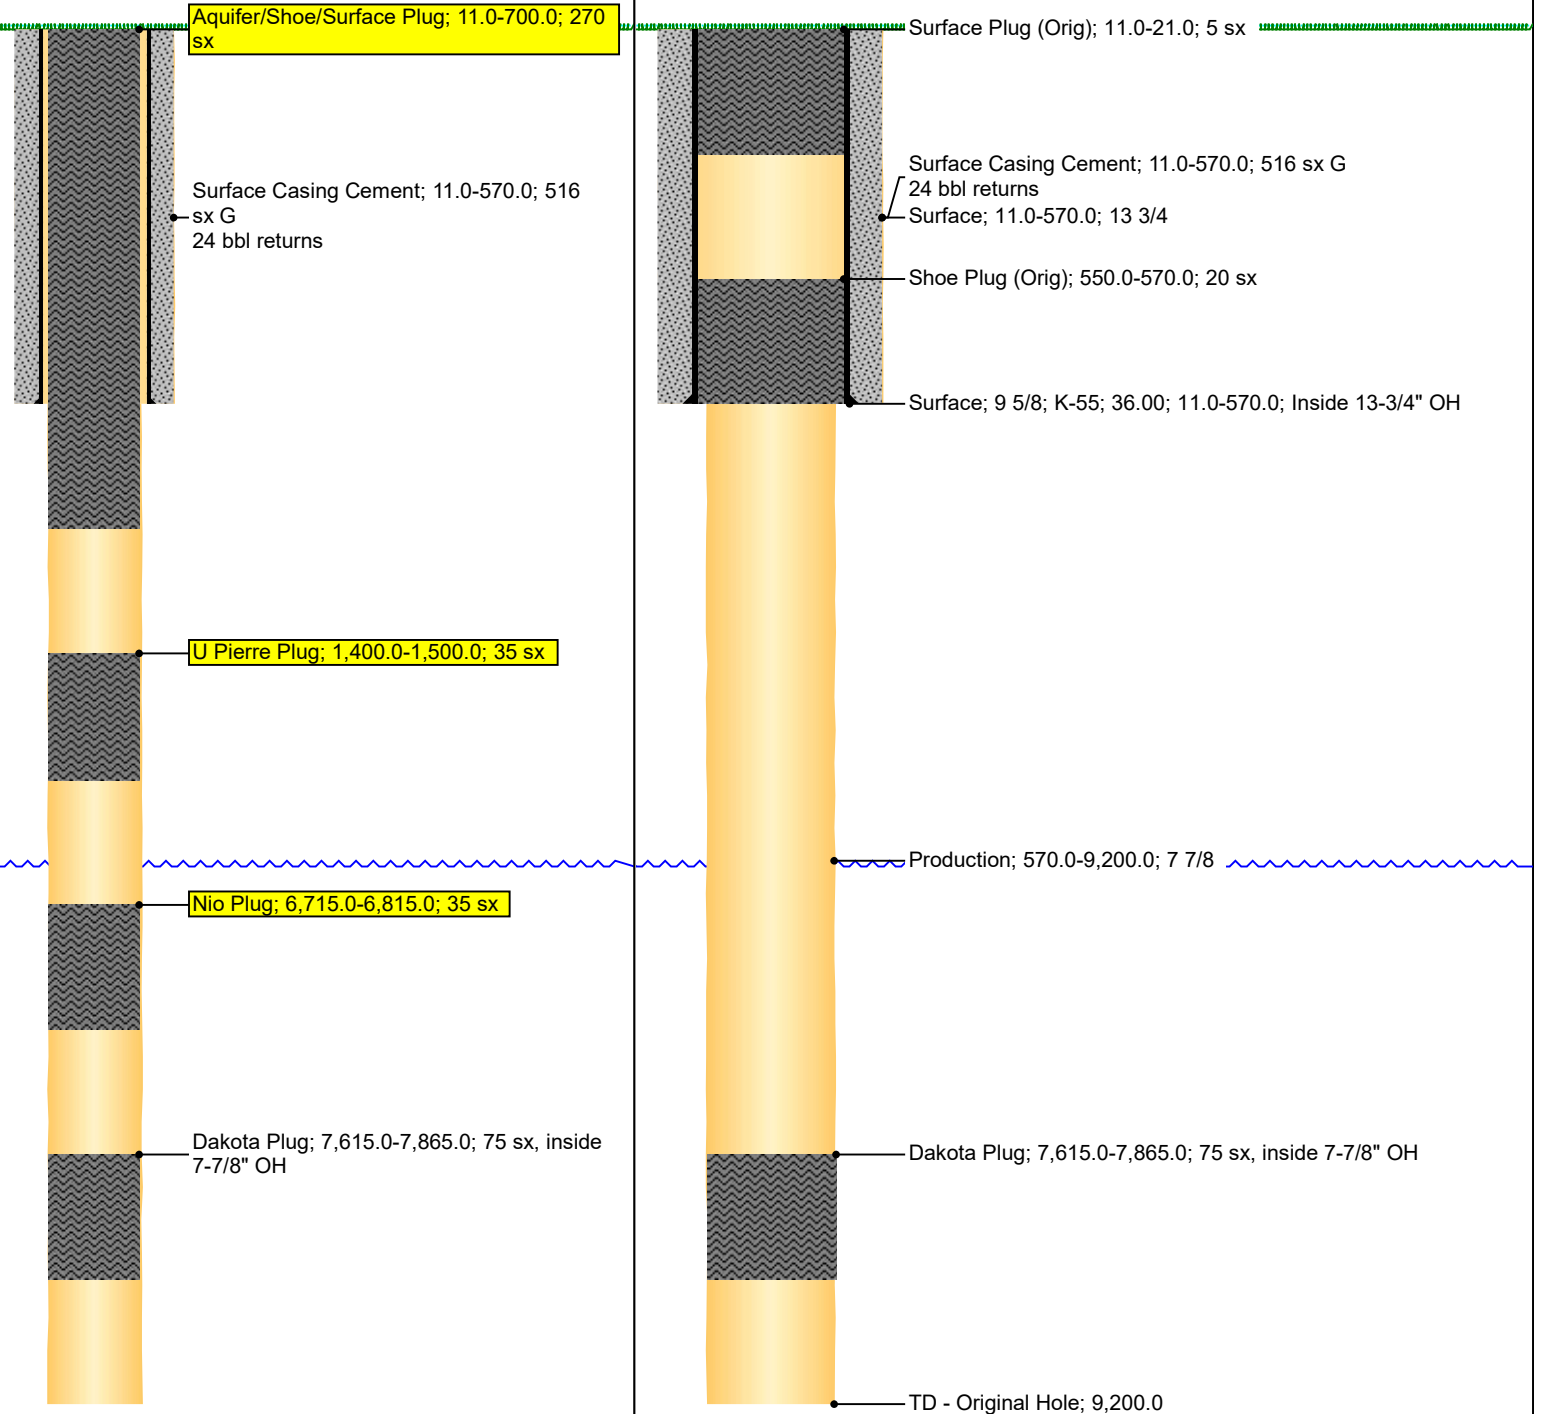 Aquifer/Shoe/Surface Plug; 11.0-700.0; 270
sx
Surface Casing Cement; 11.0-570.0; 516
sx G
24 bbl returns
U Pierre Plug; 1,400.0-1,500.0; 35 sx
Nio Plug; 6,715.0-6,815.0; 35 sx
Dakota Plug; 7,615.0-7,865.0; 75 sx, inside
7-7/8" OH
Surface Plug (Orig); 11.0-21.0; 5 sx
Surface Casing Cement; 11.0-570.0; 516 sx G
24 bbl returns
Surface; 11.0-570.0; 13 3/4
Shoe Plug (Orig); 550.0-570.0; 20 sx
Surface; 9 5/8; K-55; 36.00; 11.0-570.0; Inside 13-3/4" OH
Production; 570.0-9,200.0; 7 7/8
Dakota Plug; 7,615.0-7,865.0; 75 sx, inside 7-7/8" OH
TD - Original Hole; 9,200.0